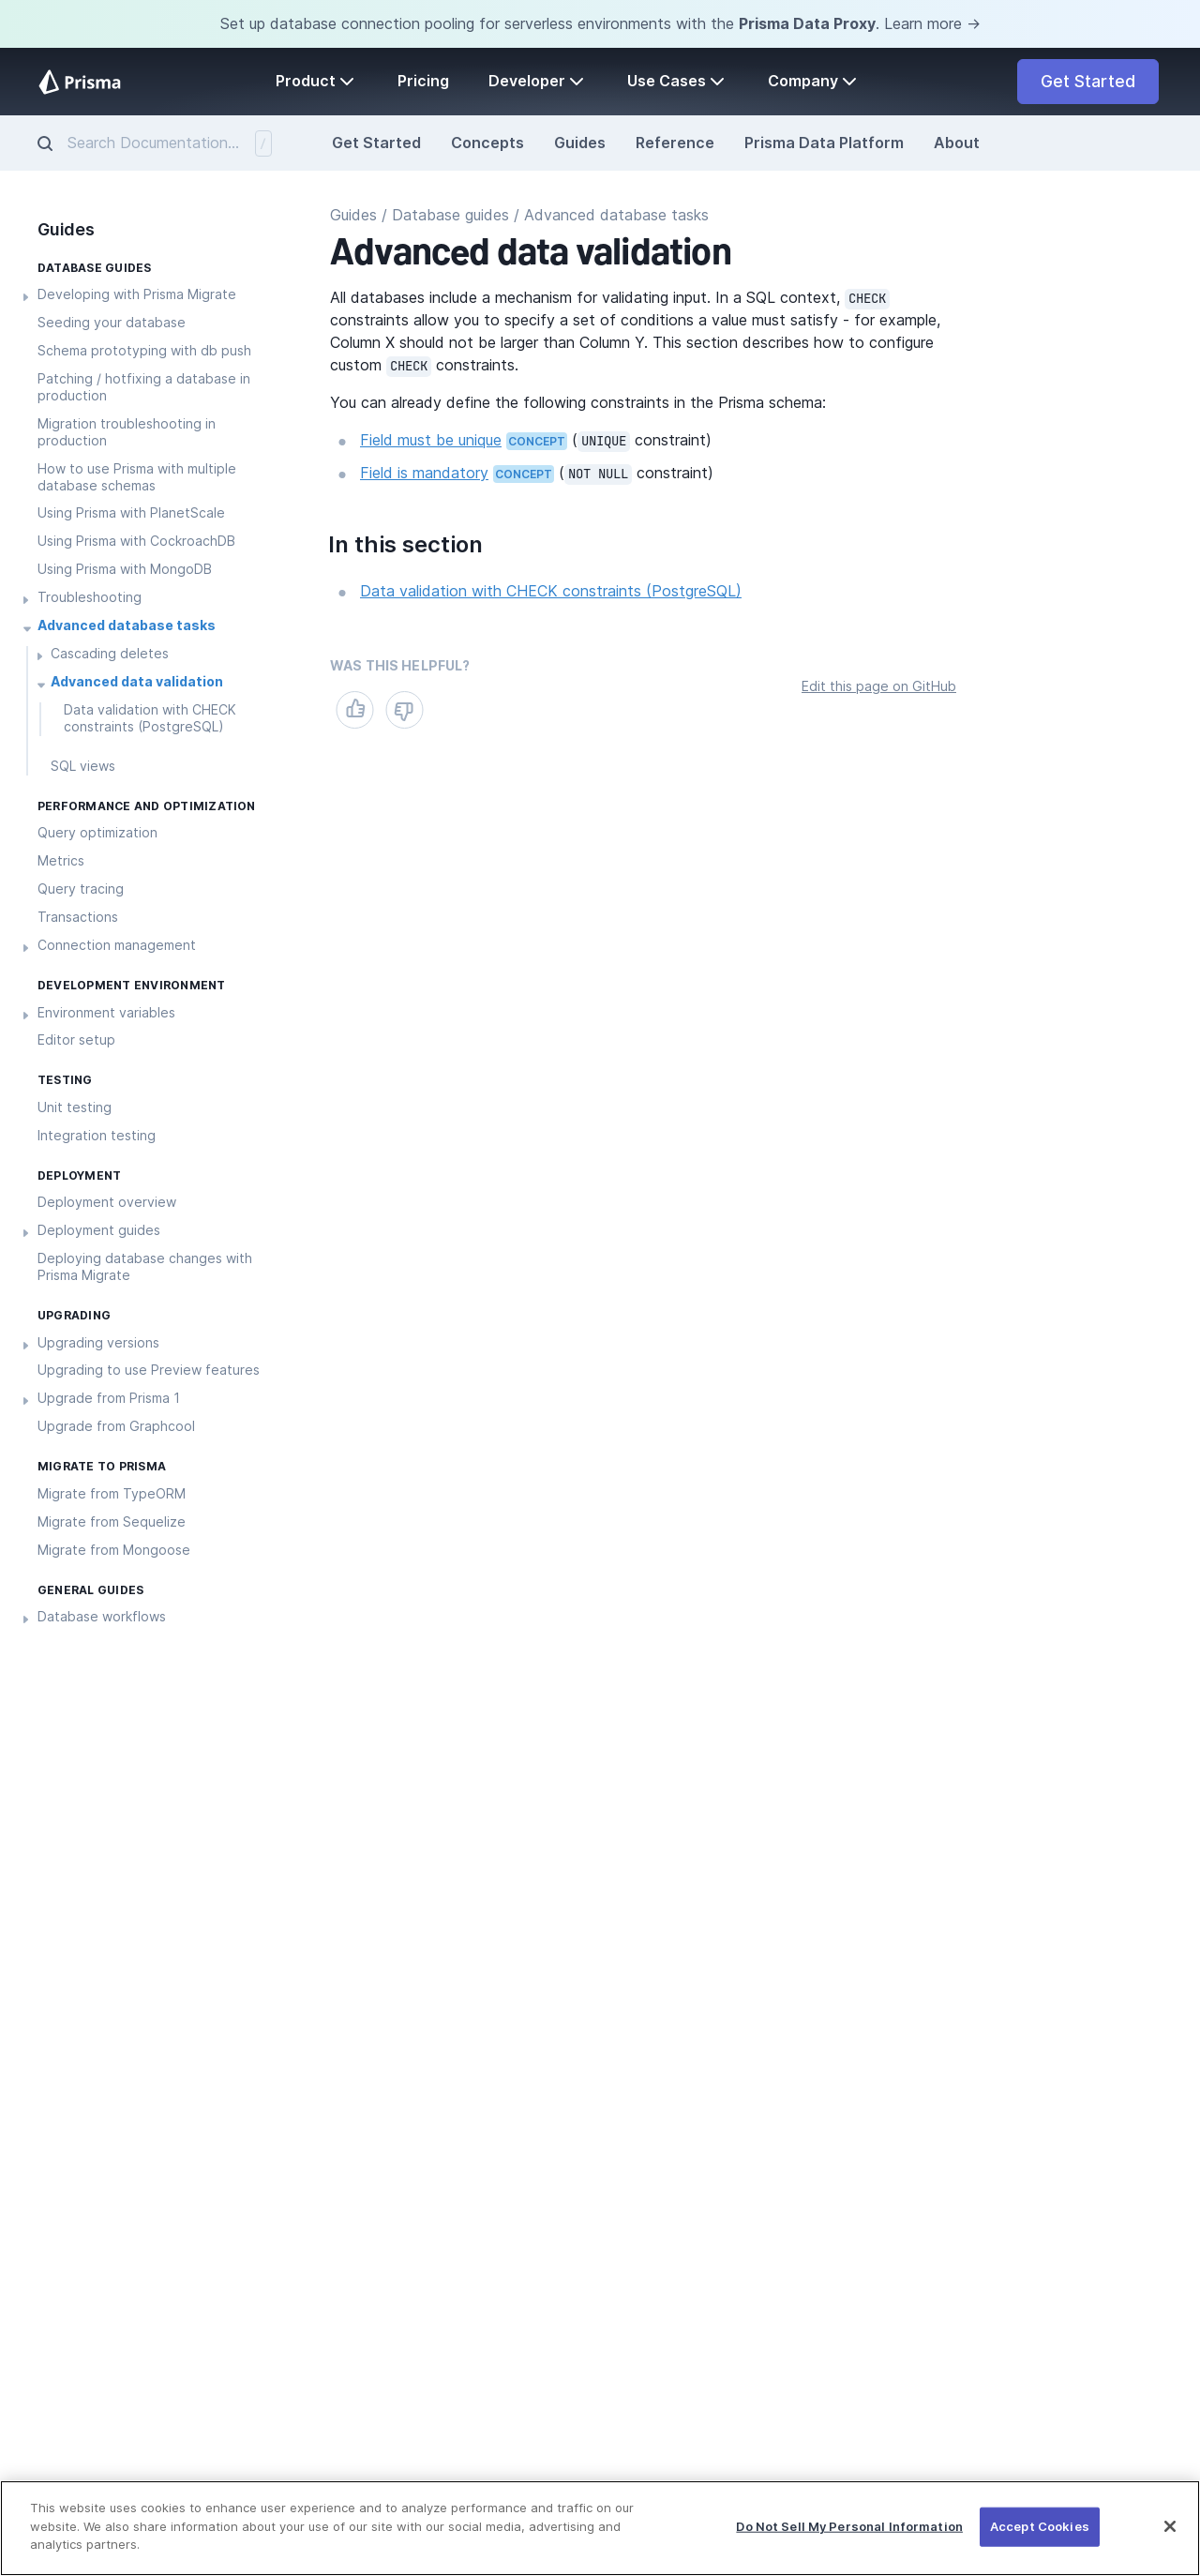 Set up database connection pooling for serverless environments with the Prisma Data Proxy. Learn more →
Prisma
Product
Pricing
Developer
Use Cases
Company
Get Started
Search Documentation...
/
Get Started
Concepts
Guides
Reference
Prisma Data Platform
About
Guides
DATABASE GUIDES
Developing with Prisma Migrate
Seeding your database
Schema prototyping with db push
Patching / hotfixing a database in
production
Migration troubleshooting in
production
How to use Prisma with multiple
database schemas
Using Prisma with PlanetScale
Using Prisma with CockroachDB
Using Prisma with MongoDB
Troubleshooting
Advanced database tasks
Cascading deletes
Advanced data validation
Data validation with CHECK
constraints (PostgreSQL)
SQL views
PERFORMANCE AND OPTIMIZATION
Query optimization
Metrics
Query tracing
Transactions
Connection management
DEVELOPMENT ENVIRONMENT
Environment variables
Editor setup
TESTING
Unit testing
Integration testing
DEPLOYMENT
Deployment overview
Deployment guides
Deploying database changes with
Prisma Migrate
UPGRADING
Upgrading versions
Upgrading to use Preview features
Upgrade from Prisma 1
Upgrade from Graphcool
MIGRATE TO PRISMA
Migrate from TypeORM
Migrate from Sequelize
Migrate from Mongoose
GENERAL GUIDES
Database workflows
Guides / Database guides / Advanced database tasks
Advanced data validation
All databases include a mechanism for validating input. In a SQL context, CHECK
constraints allow you to specify a set of conditions a value must satisfy - for example,
Column X should not be larger than Column Y. This section describes how to configure
custom CHECK constraints.
You can already define the following constraints in the Prisma schema:
Field must be unique CONCEPT (UNIQUE constraint)
Field is mandatory CONCEPT (NOT NULL constraint)
In this section
Data validation with CHECK constraints (PostgreSQL)
WAS THIS HELPFUL?
Edit this page on GitHub
This website uses cookies to enhance user experience and to analyze performance and traffic on our
website. We also share information about your use of our site with our social media, advertising and
analytics partners.
Do Not Sell My Personal Information
Accept Cookies